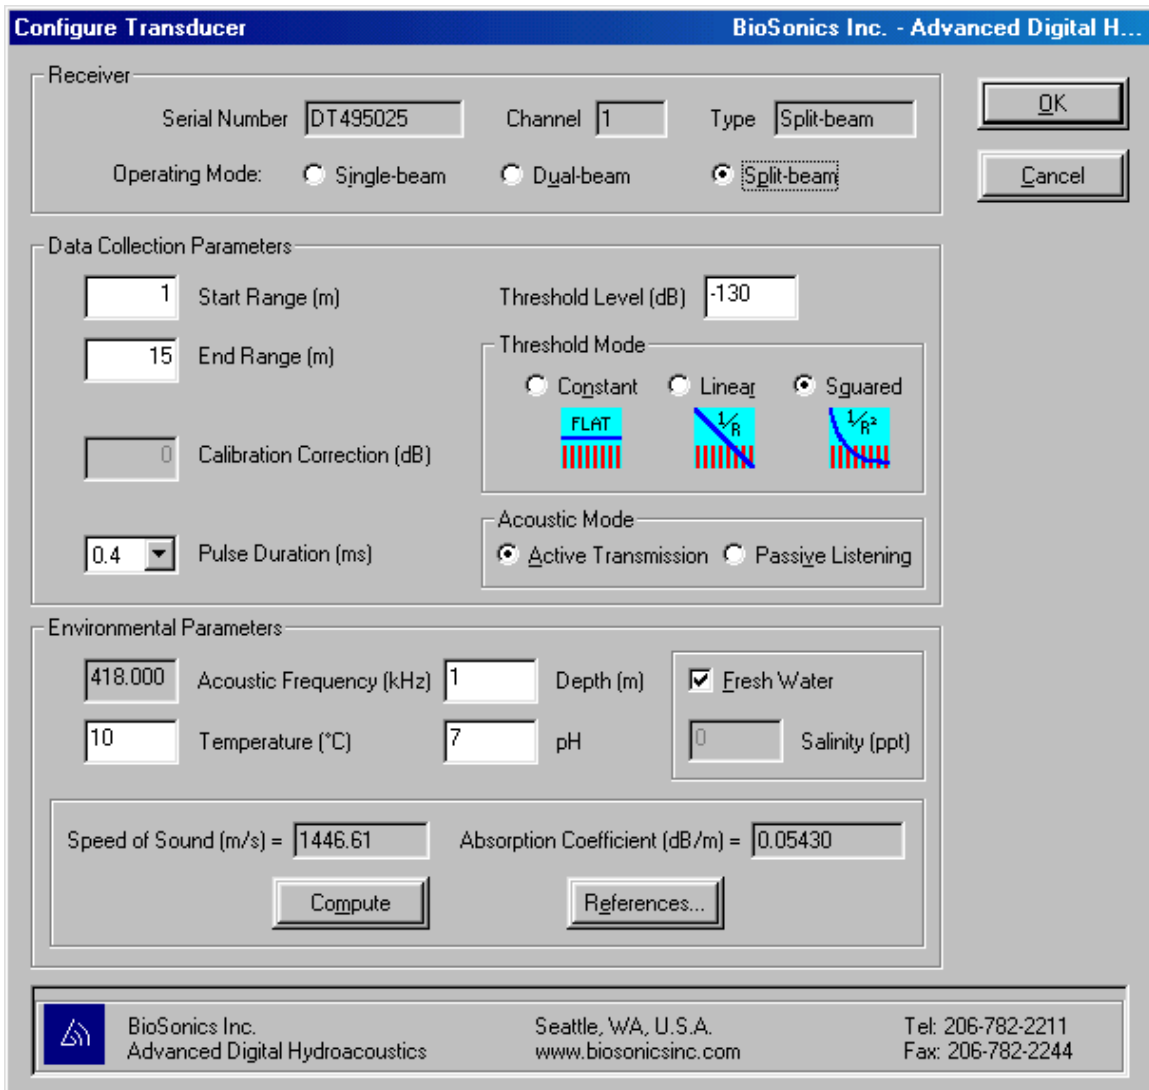 Configure Transducer BioSonics Inc. - Advanced Digital H...
Receiver
Serial Number DT495025 Channel 1 Type Split-beam
OK
Operating Mode: Single-beam Dual-beam Split-beam
Cancel
Data Collection Parameters
1 Start Range (m) Threshold Level (dB) -130
15 End Range (m)
Threshold Mode
Constant Linear Squared
FLAT 1/R 1/R²
0 Calibration Correction (dB)
Acoustic Mode
0.4 Pulse Duration (ms) Active Transmission Passive Listening
Environmental Parameters
418.000 Acoustic Frequency (kHz) 1 Depth (m) Fresh Water
10 Temperature (°C) 7 pH 0 Salinity (ppt)
Speed of Sound (m/s) = 1446.61 Absorption Coefficient (dB/m) = 0.05430
Compute References...
BioSonics Inc. Seattle, WA, U.S.A. Tel: 206-782-2211
Advanced Digital Hydroacoustics www.biosonicsinc.com Fax: 206-782-2244